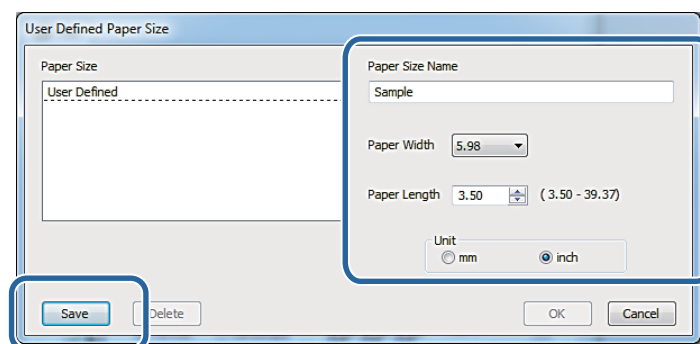 User Defined Paper Size
Paper Size
User Defined
Paper Size Name
Sample
Paper Width 5.98
Paper Length 3.50 ( 3.50 - 39.37)
Unit
mm inch
Save Delete OK Cancel